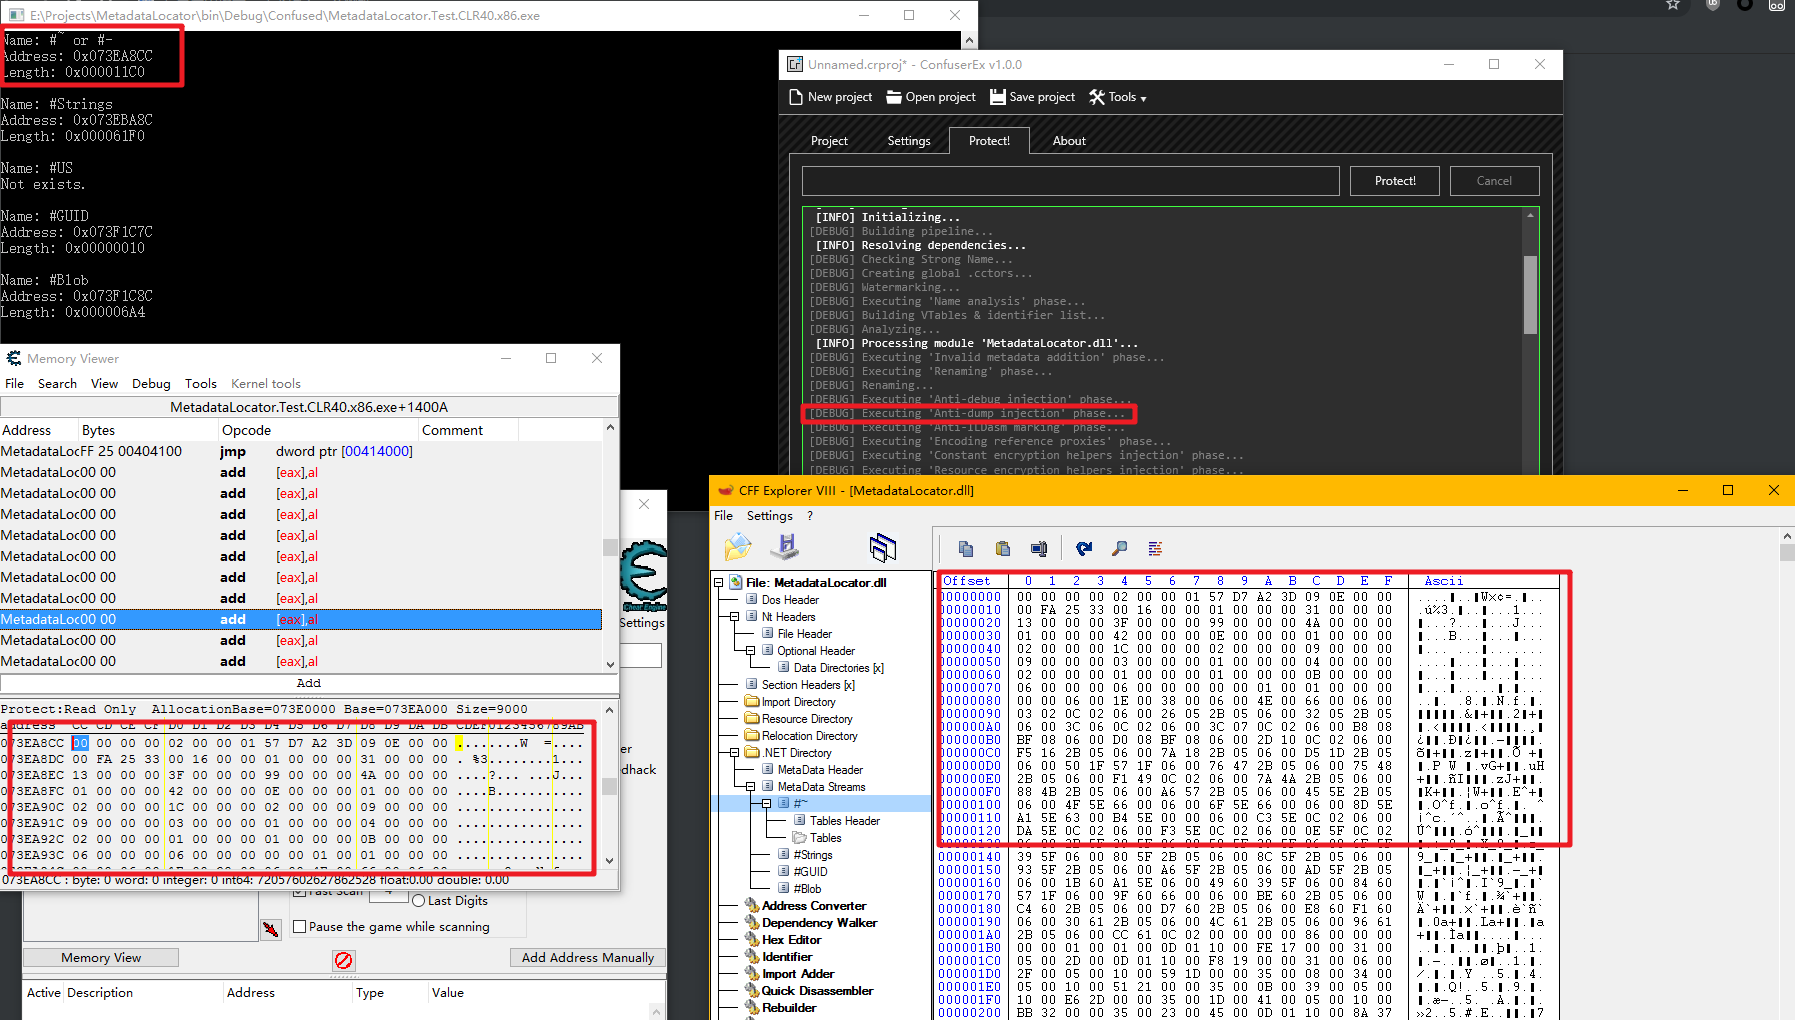 E:\Projects\MetadataLocator\bin\Debug\Confused\MetadataLocator.Test.CLR40.x86.exe
Name: #~ or #-
Address: 0x073EA8CC
Length: 0x000011C0
Name: #Strings
Address: 0x073EBA8C
Length: 0x000061F0
Name: #US
Not exists.
Name: #GUID
Address: 0x073F1C7C
Length: 0x00000010
Name: #Blob
Address: 0x073F1C8C
Length: 0x000006A4
Unnamed.crproj* - ConfuserEx v1.0.0
New project Open project Save project Tools
Project Settings Protect! About
Protect! Cancel
[INFO] Initializing...
[DEBUG] Building pipeline...
[INFO] Resolving dependencies...
[DEBUG] Checking Strong Name...
[DEBUG] Creating global .cctors...
[DEBUG] Watermarking...
[DEBUG] Executing 'Name analysis' phase...
[DEBUG] Building VTables & identifier list...
[DEBUG] Analyzing...
[INFO] Processing module 'MetadataLocator.dll'...
[DEBUG] Executing 'Invalid metadata addition' phase...
[DEBUG] Executing 'Renaming' phase...
[DEBUG] Renaming...
[DEBUG] Executing 'Anti-debug injection' phase...
[DEBUG] Executing 'Anti-dump injection' phase...
[DEBUG] Executing 'Anti-ILDasm marking' phase...
[DEBUG] Executing 'Encoding reference proxies' phase...
[DEBUG] Executing 'Constant encryption helpers injection' phase...
[DEBUG] Executing 'Resource encryption helpers injection' phase...
Memory Viewer
File Search View Debug Tools Kernel tools
MetadataLocator.Test.CLR40.x86.exe+1400A
Address Bytes Opcode Comment
MetadataLoc FF 25 00404100 jmp dword ptr [00414000]
MetadataLoc 00 00 add [eax],al
MetadataLoc 00 00 add [eax],al
MetadataLoc 00 00 add [eax],al
MetadataLoc 00 00 add [eax],al
MetadataLoc 00 00 add [eax],al
MetadataLoc 00 00 add [eax],al
MetadataLoc 00 00 add [eax],al
MetadataLoc 00 00 add [eax],al
MetadataLoc 00 00 add [eax],al
MetadataLoc 00 00 add [eax],al
Add
Protect:Read Only AllocationBase=073E0000 Base=073EA000 Size=9000
address CC CD CE CF D0 D1 D2 D3 D4 D5 D6 D7 D8 D9 DA DB CDEF0123456789AB
073EA8CC 00 00 00 00 02 00 00 01 57 D7 A2 3D 09 0E 00 00
073EA8DC 00 FA 25 33 00 16 00 00 01 00 00 00 31 00 00 00
073EA8EC 13 00 00 00 3F 00 00 00 99 00 00 00 4A 00 00 00
073EA8FC 01 00 00 00 42 00 00 00 0E 00 00 00 01 00 00 00
073EA90C 02 00 00 00 1C 00 00 00 02 00 00 00 09 00 00 00
073EA91C 09 00 00 00 03 00 00 00 01 00 00 00 04 00 00 00
073EA92C 02 00 00 00 01 00 00 00 01 00 00 00 0B 00 00 00
073EA93C 06 00 00 00 06 00 00 00 00 00 01 00 01 00 00 00
073EA8CC : byte: 0 word: 0 integer: 0 int64: 72057602627862528 float:0.00 double: 0.00
Cheat Engine
Settings
Fast Scan
Last Digits
Pause the game while scanning
Memory View
Add Address Manually
Active Description Address Type Value
CFF Explorer VIII - [MetadataLocator.dll]
File Settings ?
File: MetadataLocator.dll
Dos Header
Nt Headers
File Header
Optional Header
Data Directories [x]
Section Headers [x]
Import Directory
Resource Directory
Relocation Directory
.NET Directory
MetaData Header
MetaData Streams
#~
Tables Header
Tables
#Strings
#GUID
#Blob
Address Converter
Dependency Walker
Hex Editor
Identifier
Import Adder
Quick Disassembler
Rebuilder
Offset 0 1 2 3 4 5 6 7 8 9 A B C D E F Ascii
00000000 00 00 00 00 02 00 00 01 57 D7 A2 3D 09 0E 00 00
00000010 00 FA 25 33 00 16 00 00 01 00 00 00 31 00 00 00
00000020 13 00 00 00 3F 00 00 00 99 00 00 00 4A 00 00 00
00000030 01 00 00 00 42 00 00 00 0E 00 00 00 01 00 00 00
00000040 02 00 00 00 1C 00 00 00 02 00 00 00 09 00 00 00
00000050 09 00 00 00 03 00 00 00 01 00 00 00 04 00 00 00
00000060 02 00 00 00 01 00 00 00 01 00 00 00 0B 00 00 00
00000070 06 00 00 00 06 00 00 00 00 00 01 00 01 00 00 00
00000080 00 00 06 00 1E 00 38 00 06 00 4E 00 66 00 06 00
00000090 03 02 0C 02 06 00 26 05 2B 05 06 00 32 05 2B 05
000000A0 06 00 3C 06 0C 02 06 00 3C 07 0C 02 06 00 B8 08
000000B0 BF 08 06 00 D0 08 BF 08 06 00 2D 10 0C 02 06 00
000000C0 F5 16 2B 05 06 00 7A 18 2B 05 06 00 D5 1D 2B 05
000000D0 06 00 50 1F 57 1F 06 00 76 47 2B 05 06 00 75 48
000000E0 2B 05 06 00 F1 49 0C 02 06 00 7A 4A 2B 05 06 00
000000F0 88 4B 2B 05 06 00 A6 57 2B 05 06 00 45 5E 2B 05
00000100 06 00 4F 5E 66 00 06 00 6F 5E 66 00 06 00 8D 5E
00000110 A1 5E 63 00 B4 5E 00 00 06 00 C3 5E 0C 02 06 00
00000120 DA 5E 0C 02 06 00 F3 5E 0C 02 06 00 0E 5F 0C 02
00000140 39 5F 06 00 80 5F 2B 05 06 00 8C 5F 2B 05 06 00
00000150 93 5F 2B 05 06 00 A6 5F 2B 05 06 00 AD 5F 2B 05
00000160 06 00 1B 60 A1 5E 06 00 49 60 39 5F 06 00 84 60
00000170 57 1F 06 00 9F 60 66 00 06 00 BE 60 2B 05 06 00
00000180 C4 60 2B 05 06 00 D7 60 2B 05 06 00 E8 60 F1 60
00000190 06 00 30 61 2B 05 06 00 4C 61 2B 05 06 00 96 61
000001A0 2B 05 06 00 CC 61 0C 02 00 00 00 00 86 00 00 00
000001B0 00 00 01 00 01 00 0D 01 10 00 FE 17 00 00 31 00
000001C0 05 00 2D 00 0D 01 10 00 F8 19 00 00 31 00 06 00
000001D0 2F 00 05 00 10 00 59 1D 00 00 35 00 08 00 34 00
000001E0 05 00 10 00 51 21 00 00 35 00 0B 00 39 00 05 00
000001F0 10 00 E6 2D 00 00 35 00 1D 00 41 00 05 00 10 00
00000200 BB 32 00 00 35 00 23 00 45 00 0D 01 10 00 8A 37